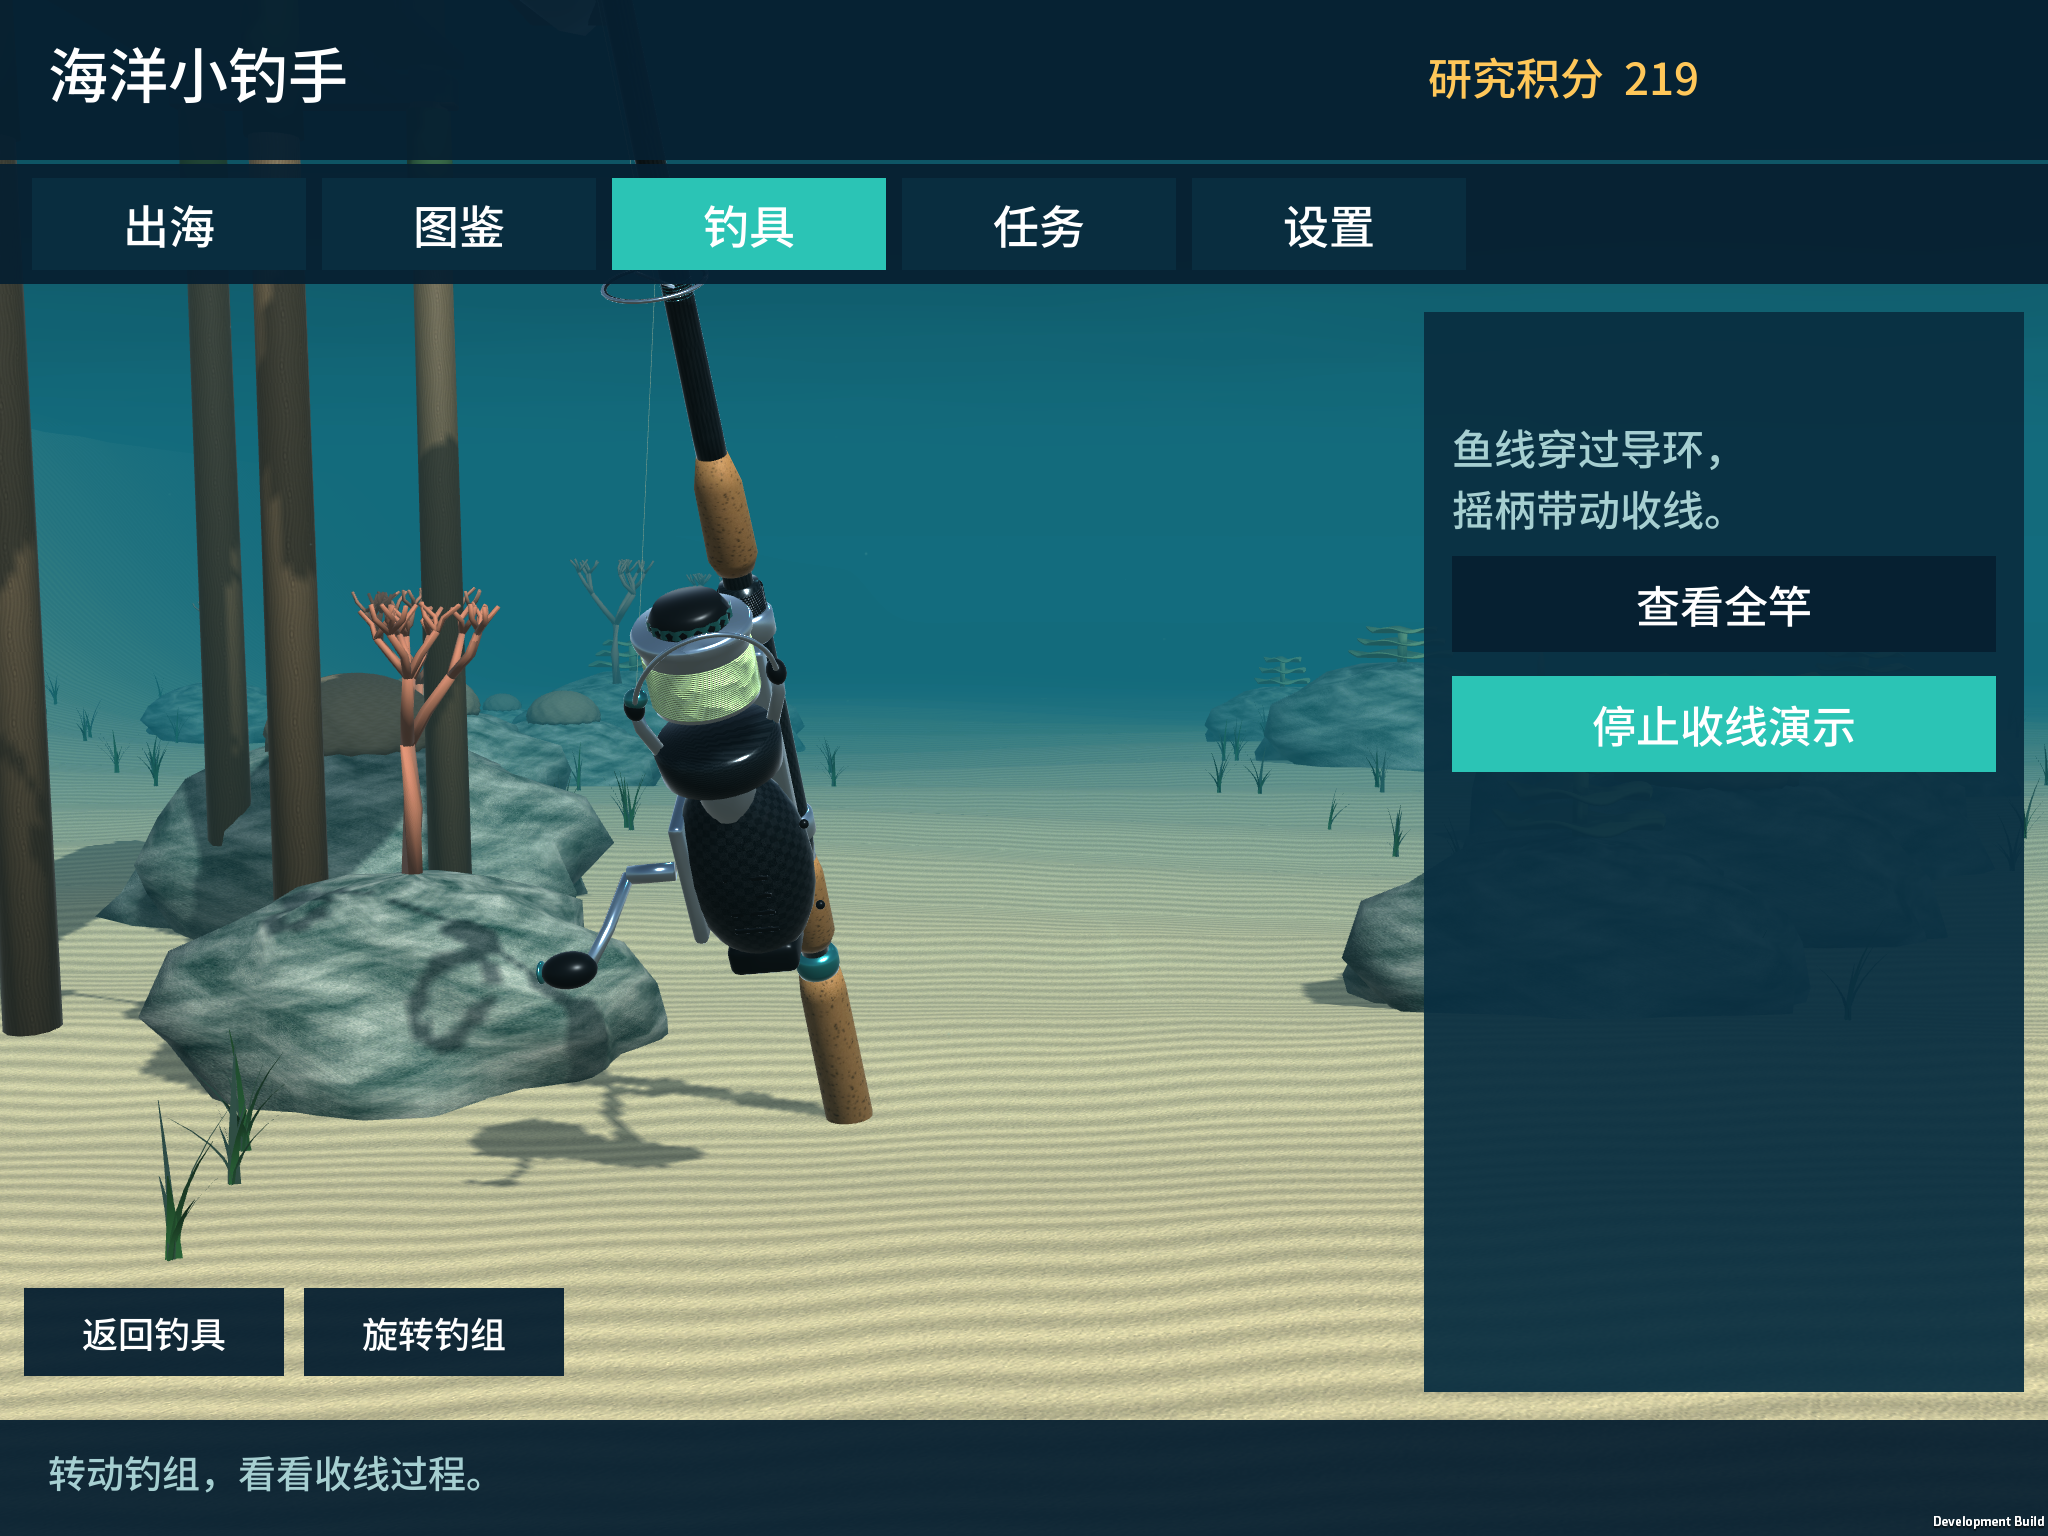 海洋小钓手
研究积分 219
出海
图鉴
钓具
任务
设置
鱼线穿过导环，
摇柄带动收线。
查看全竿
停止收线演示
返回钓具
旋转钓组
转动钓组，看看收线过程。
Development Build